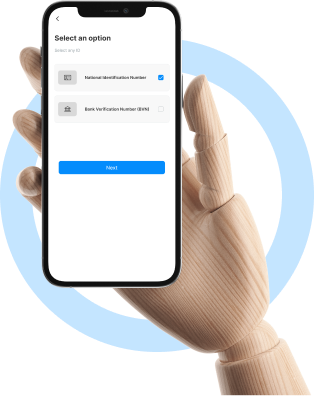 Select an option
Select any ID
National Identification Number
Bank Verification Number (BVN)
Next